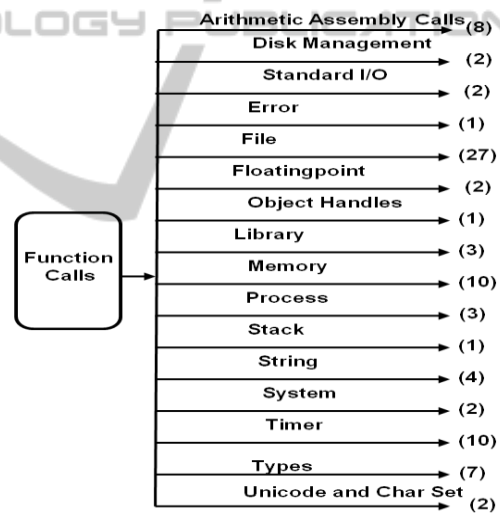 Arithmetic Assembly Calls (8)
Disk Management (2)
Standard I/O (2)
Error (1)
File (27)
Floatingpoint (2)
Object Handles (1)
Library (3)
Function Calls
Memory (10)
Process (3)
Stack (1)
String (4)
System (2)
Timer (10)
Types (7)
Unicode and Char Set (2)